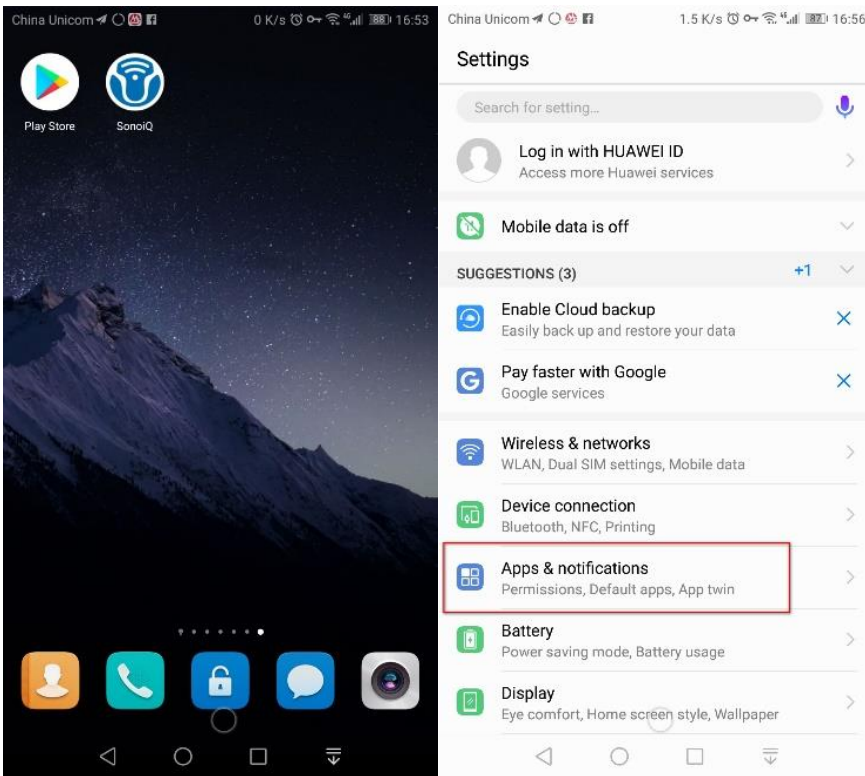 China Unicom
0 K/s
88
16:53
Play Store
SonoiQ
China Unicom
1.5 K/s
87
16:56
Settings
Search for setting...
Log in with HUAWEI ID
Access more Huawei services
Mobile data is off
SUGGESTIONS (3)
+1
Enable Cloud backup
Easily back up and restore your data
Pay faster with Google
Google services
Wireless & networks
WLAN, Dual SIM settings, Mobile data
Device connection
Bluetooth, NFC, Printing
Apps & notifications
Permissions, Default apps, App twin
Battery
Power saving mode, Battery usage
Display
Eye comfort, Home screen style, Wallpaper